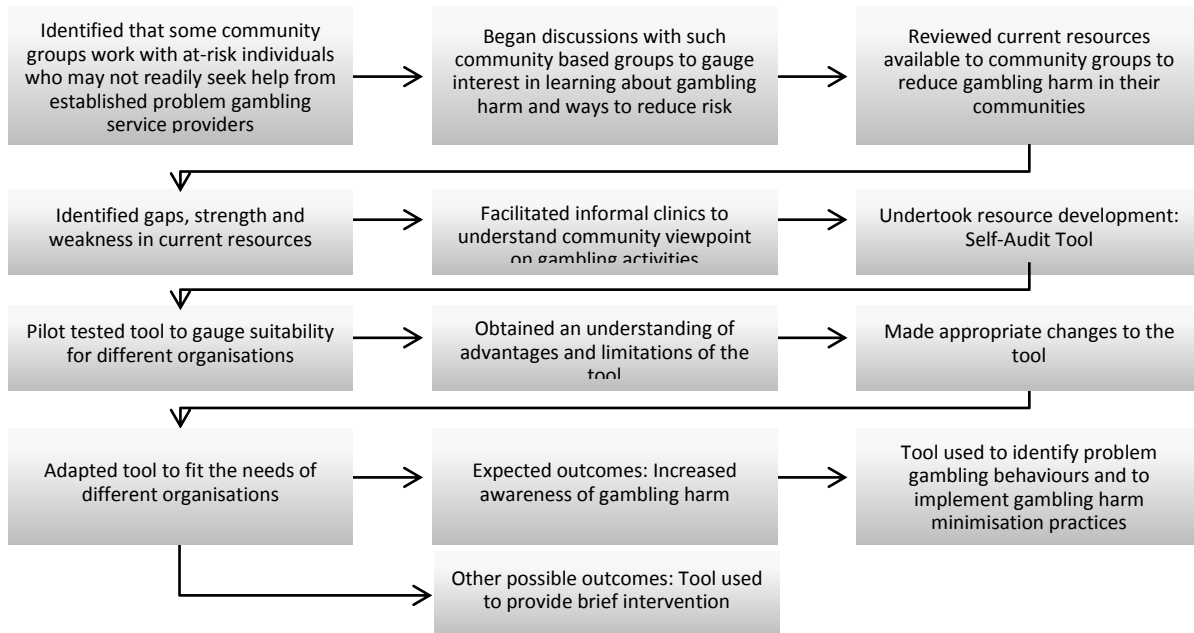 Identified that some community
groups work with at-risk individuals
who may not readily seek help from
established problem gambling
service providers
Began discussions with such
community based groups to gauge
interest in learning about gambling
harm and ways to reduce risk
Reviewed current resources
available to community groups to
reduce gambling harm in their
communities
Identified gaps, strength and
weakness in current resources
Facilitated informal clinics to
understand community viewpoint
on gambling activities
Undertook resource development:
Self-Audit Tool
Pilot tested tool to gauge suitability
for different organisations
Obtained an understanding of
advantages and limitations of the
tool
Made appropriate changes to the
tool
Adapted tool to fit the needs of
different organisations
Expected outcomes: Increased
awareness of gambling harm
Tool used to identify problem
gambling behaviours and to
implement gambling harm
minimisation practices
Other possible outcomes: Tool used
to provide brief intervention